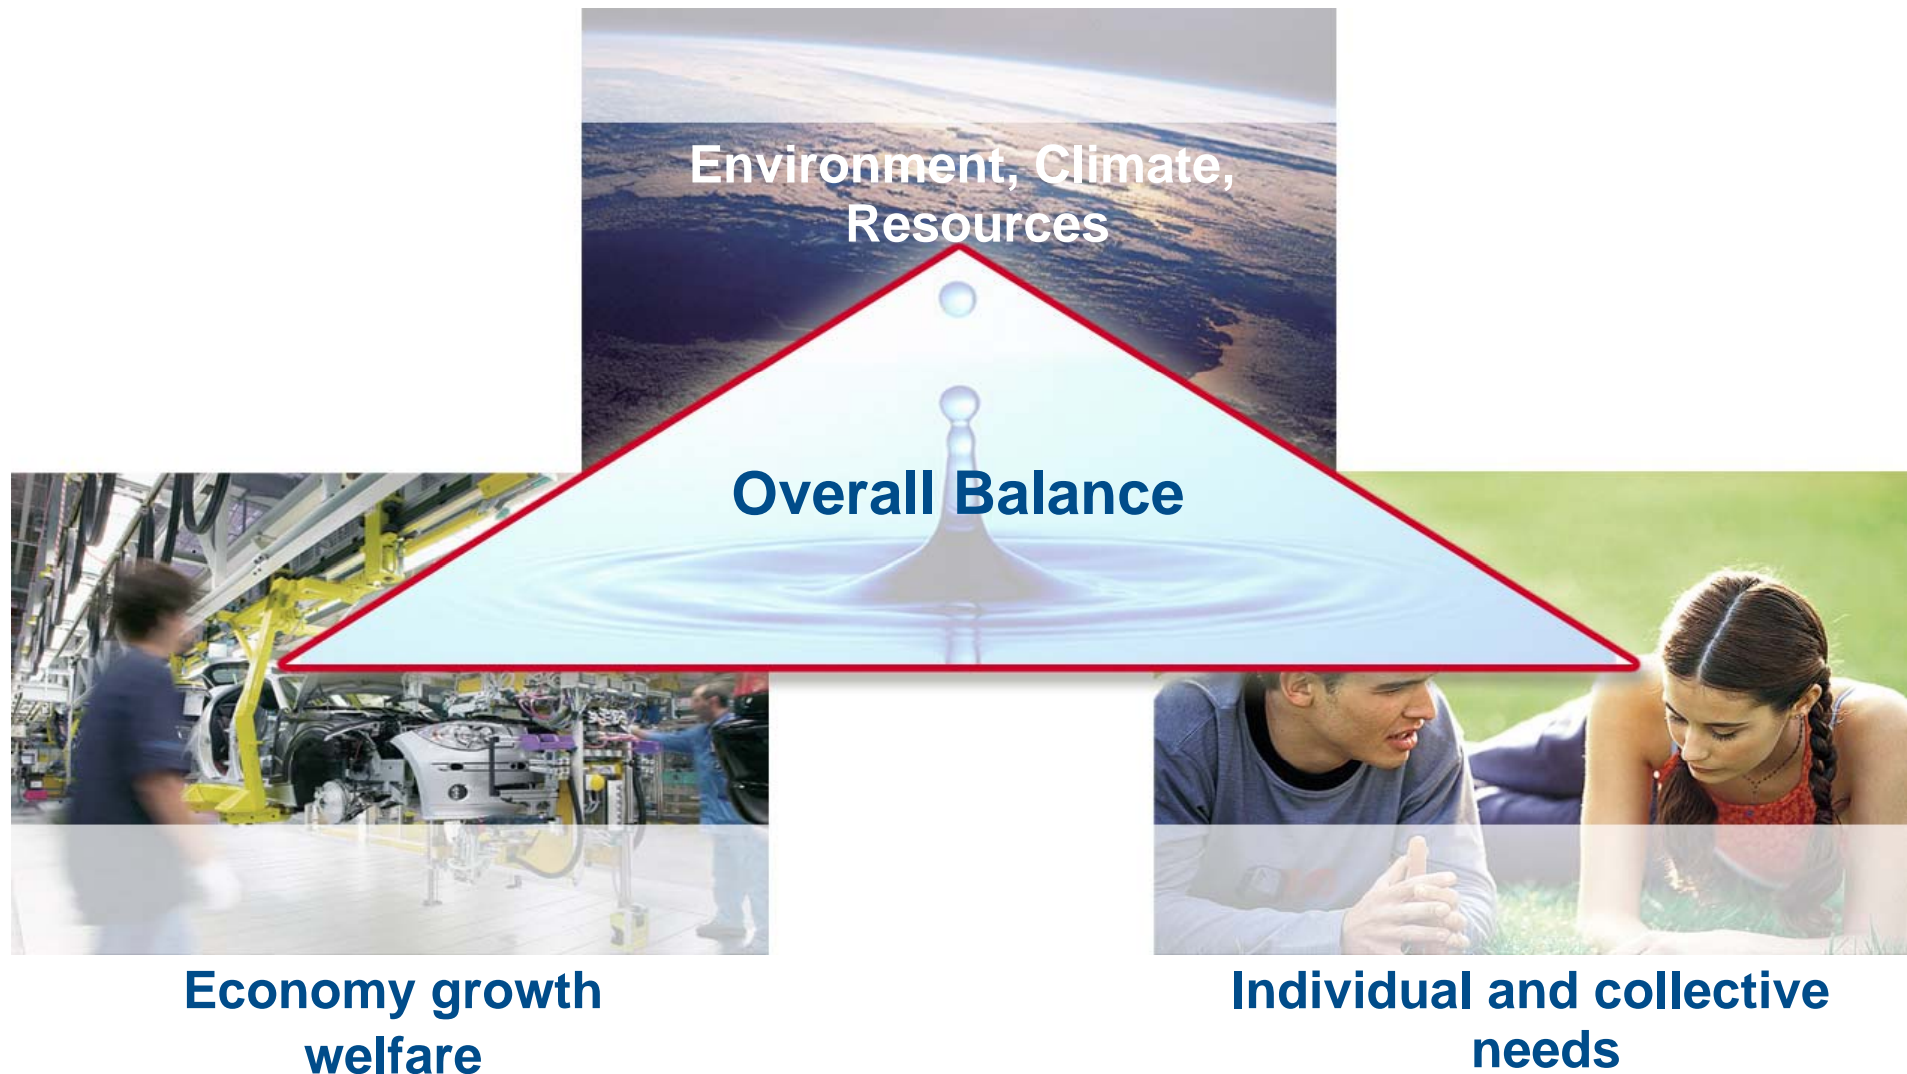 Environment, Climate,
Resources
Overall Balance
Economy growth
welfare
Individual and collective
needs